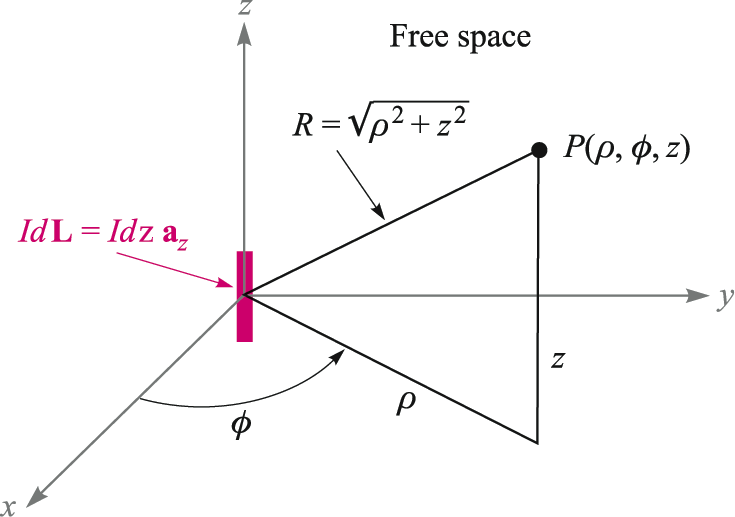 z
Free space
R = √ρ² + z²
P(ρ, ϕ, z)
IdL = Idz a_z
y
z
ρ
ϕ
x